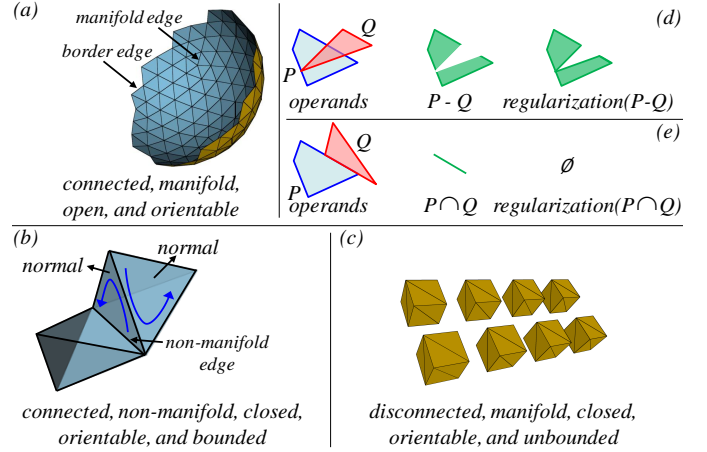 (a)
manifold edge
border edge
connected, manifold,
open, and orientable
(d)
Q
P
operands
P - Q
regularization(P-Q)
(e)
Q
P
∅
operands
P∩Q
regularization(P∩Q)
(b)
normal
normal
non-manifold
edge
connected, non-manifold, closed,
orientable, and bounded
(c)
disconnected, manifold, closed,
orientable, and unbounded